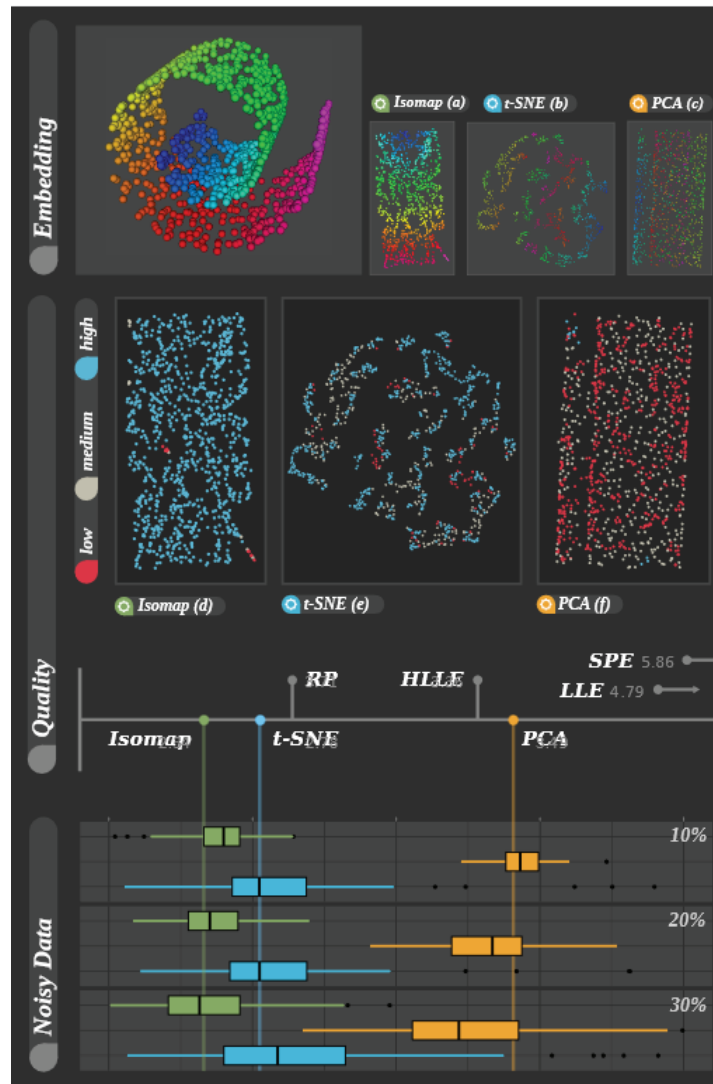 Embedding
Isomap (a)
t-SNE (b)
PCA (c)
Quality
high
medium
low
Isomap (d)
t-SNE (e)
PCA (f)
SPE 5.86
RP
HLLE
LLE 4.79
Isomap
t-SNE
PCA
Noisy Data
10%
20%
30%